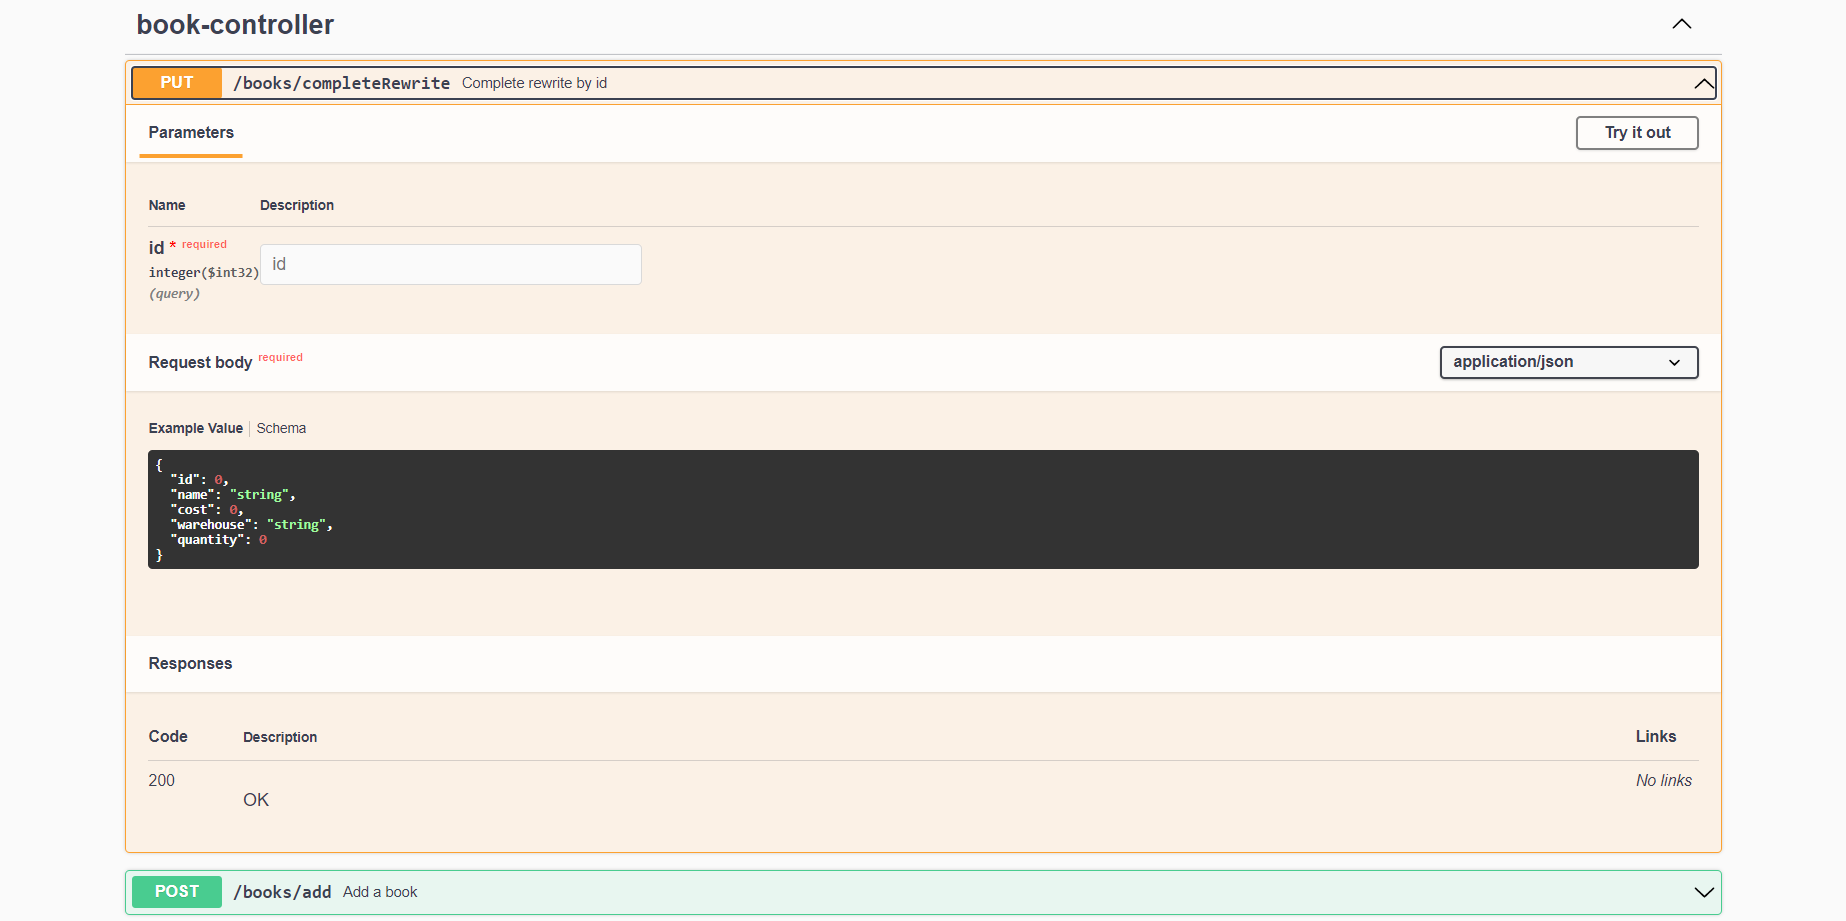 book-controller
PUT /books/completeRewrite Complete rewrite by id
Parameters Try it out
Name Description
id * required
integer($int32)
(query)
id
Request body required application/json
Example Value Schema
{
  "id": 0,
  "name": "string",
  "cost": 0,
  "warehouse": "string",
  "quantity": 0
}
Responses
Code Description Links
200 No links
OK
POST /books/add Add a book